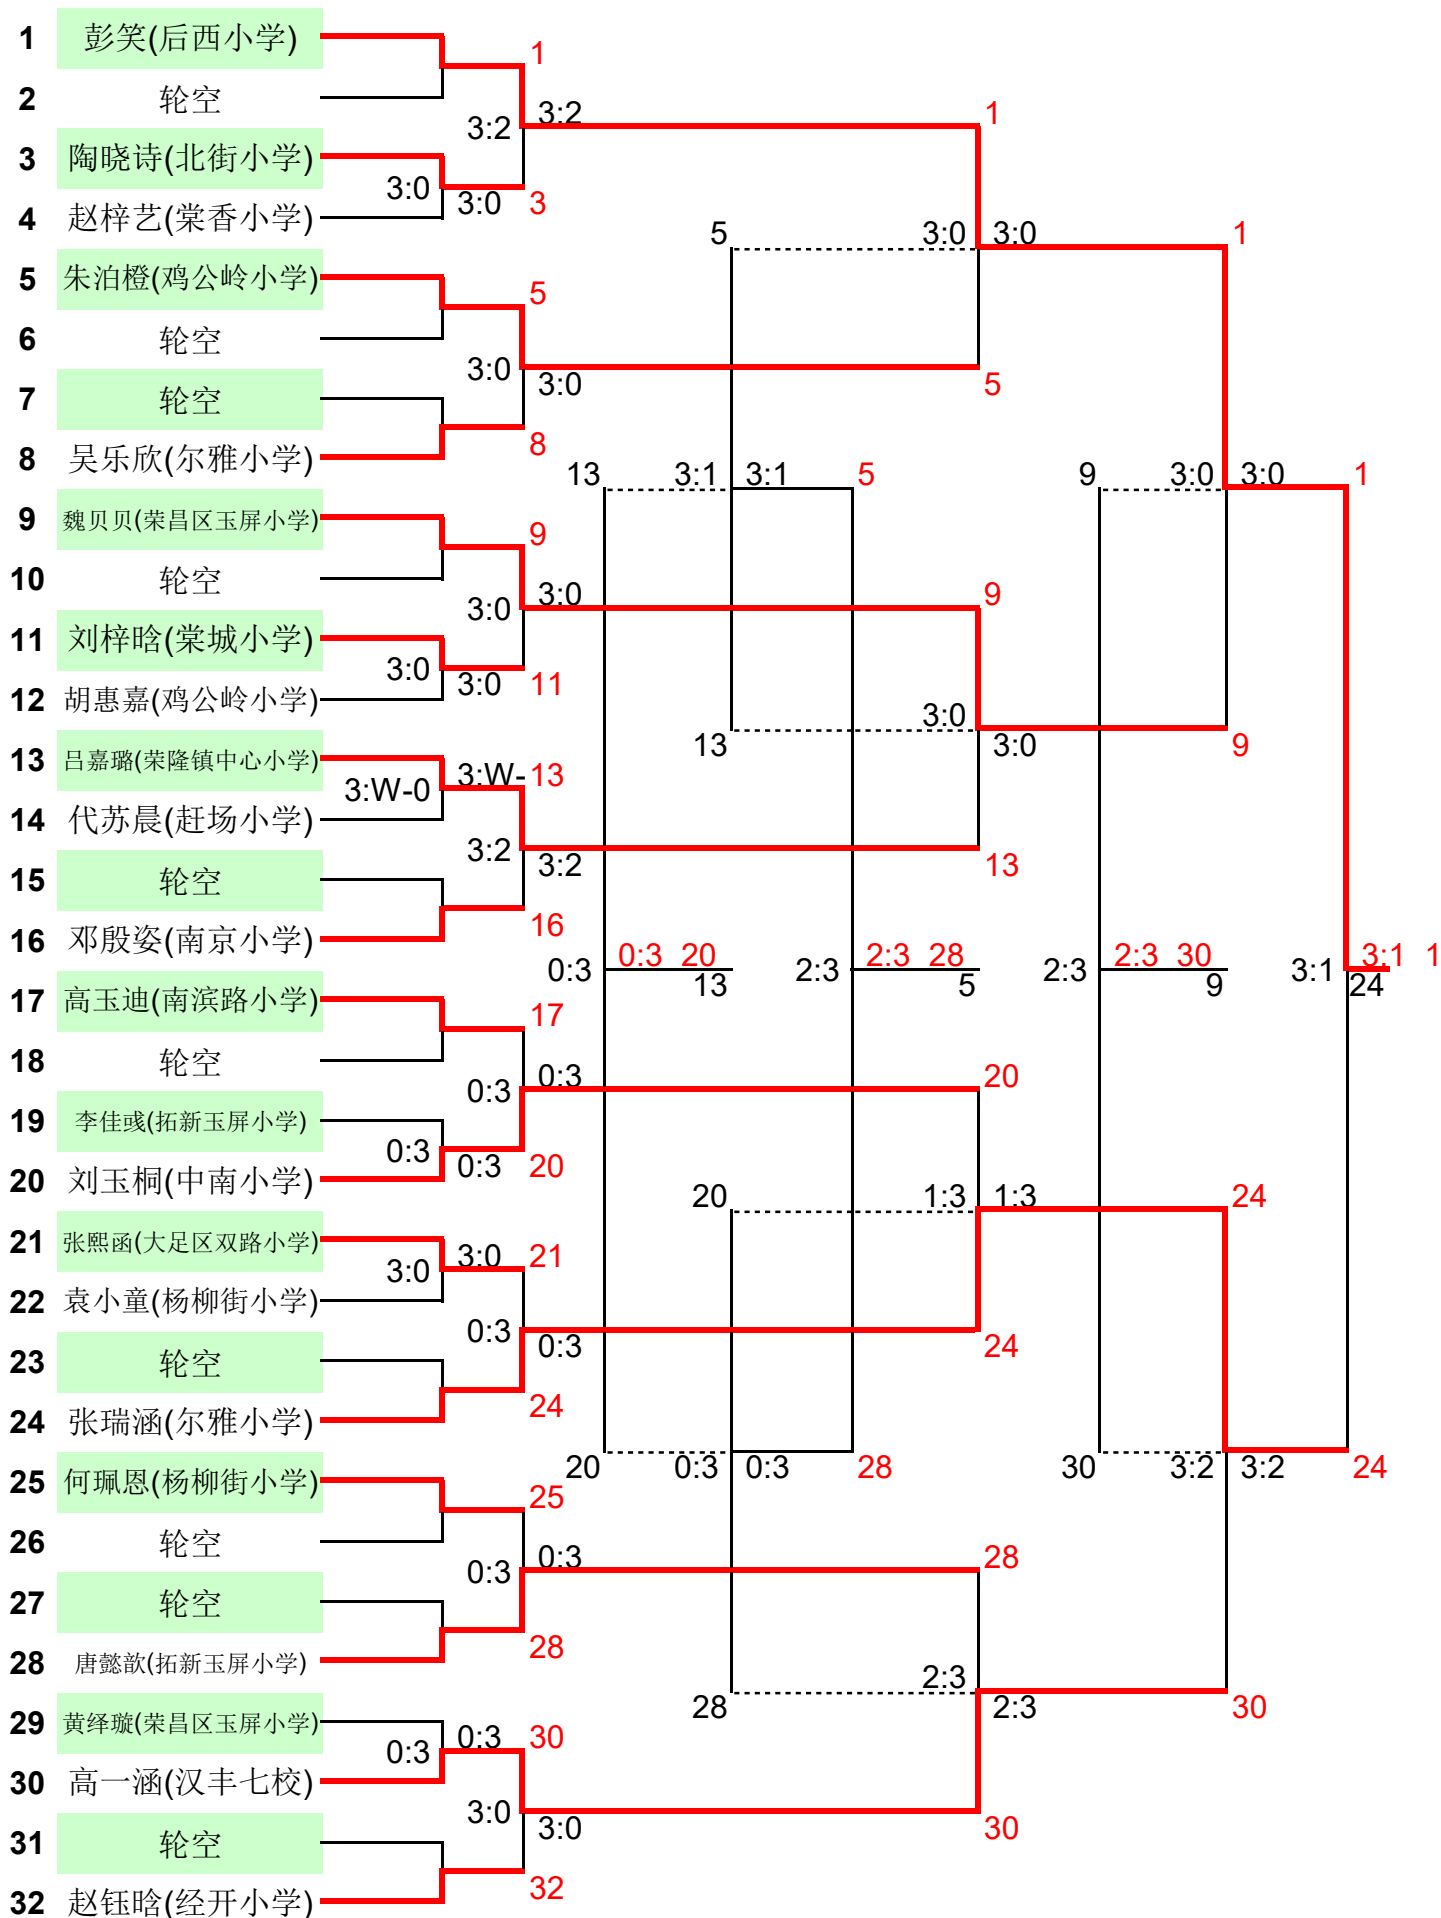 1 彭笑(后西小学) 1
2 轮空
3:2 3:2 1
3 陶晓诗(北街小学)
3:0 3:0 3
4 赵梓艺(棠香小学)
5 3:0 3:0 1
5 朱泊橙(鸡公岭小学) 5
6 轮空
3:0 3:0 5
7 轮空
8 吴乐欣(尔雅小学) 8
13 3:1 3:1 5 9 3:0 3:0 1
9 魏贝贝(荣昌区玉屏小学) 9
10 轮空
3:0 3:0 9
11 刘梓晗(棠城小学)
3:0 3:0 11
12 胡惠嘉(鸡公岭小学)
3:0
13 3:0 9
13 吕嘉璐(荣隆镇中心小学) 3:W- 13
3:W-0
14 代苏晨(赶场小学)
3:2 3:2 13
15 轮空
16 邓殷姿(南京小学) 16
0:3 0:3 20 2:3 2:3 28 2:3 2:3 30 3:1 3:1 1
13 5 9 24
17 高玉迪(南滨路小学) 17
18 轮空
0:3 0:3 20
19 李佳彧(拓新玉屏小学)
0:3 0:3 20
20 刘玉桐(中南小学)
20 1:3 1:3 24
21 张熙函(大足区双路小学) 3:0 21
3:0
22 袁小童(杨柳街小学)
0:3 0:3 24
23 轮空
24 张瑞涵(尔雅小学) 24
20 0:3 0:3 28 30 3:2 3:2 24
25 何珮恩(杨柳街小学) 25
26 轮空
0:3 0:3 28
27 轮空
28 唐懿歆(拓新玉屏小学) 28
2:3
28 2:3 30
29 黄绎璇(荣昌区玉屏小学) 0:3 30
0:3
30 高一涵(汉丰七校)
3:0 3:0 30
31 轮空
32 赵钰晗(经开小学) 32